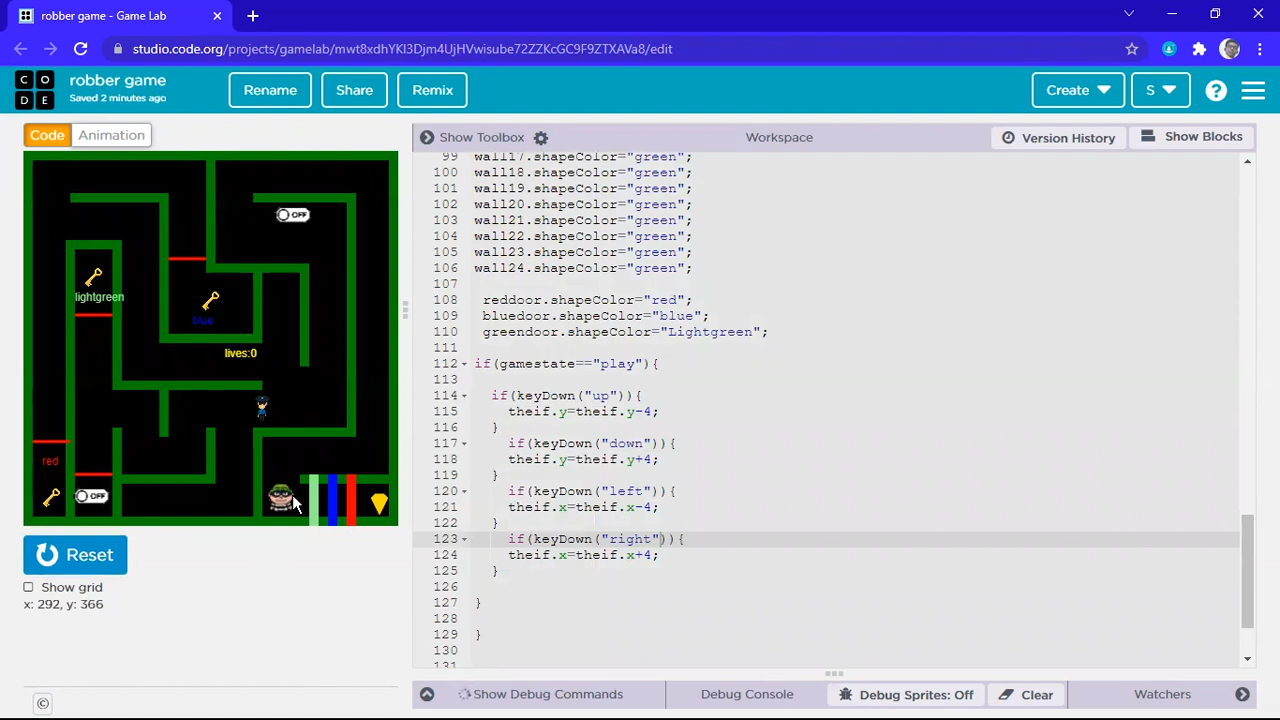 robber game - Game Lab
studio.code.org/projects/gamelab/mwt8xdhYKI3Djm4UjHVwisube72ZZKcGC9F9ZTXAVa8/edit
CODE
robber game
Saved 2 minutes ago
Rename
Share
Remix
Create
S
?
Code
Animation
Show Toolbox
Workspace
Version History
Show Blocks
OFF
lightgreen
blue
lives:0
red
OFF
Reset
Show grid
x: 292, y: 366
99 wall17.shapeColor="green";
100 wall18.shapeColor="green";
101 wall19.shapeColor="green";
102 wall20.shapeColor="green";
103 wall21.shapeColor="green";
104 wall22.shapeColor="green";
105 wall23.shapeColor="green";
106 wall24.shapeColor="green";
107
108 reddoor.shapeColor="red";
109 bluedoor.shapeColor="blue";
110 greendoor.shapeColor="Lightgreen";
111
112 if(gamestate=="play"){
113
114 if(keyDown("up")){
115 theif.y=theif.y-4;
116 }
117 if(keyDown("down")){
118 theif.y=theif.y+4;
119 }
120 if(keyDown("left")){
121 theif.x=theif.x-4;
122 }
123 if(keyDown("right")){
124 theif.x=theif.x+4;
125 }
126
127 }
128
129 }
130
131
©
Show Debug Commands
Debug Console
Debug Sprites: Off
Clear
Watchers